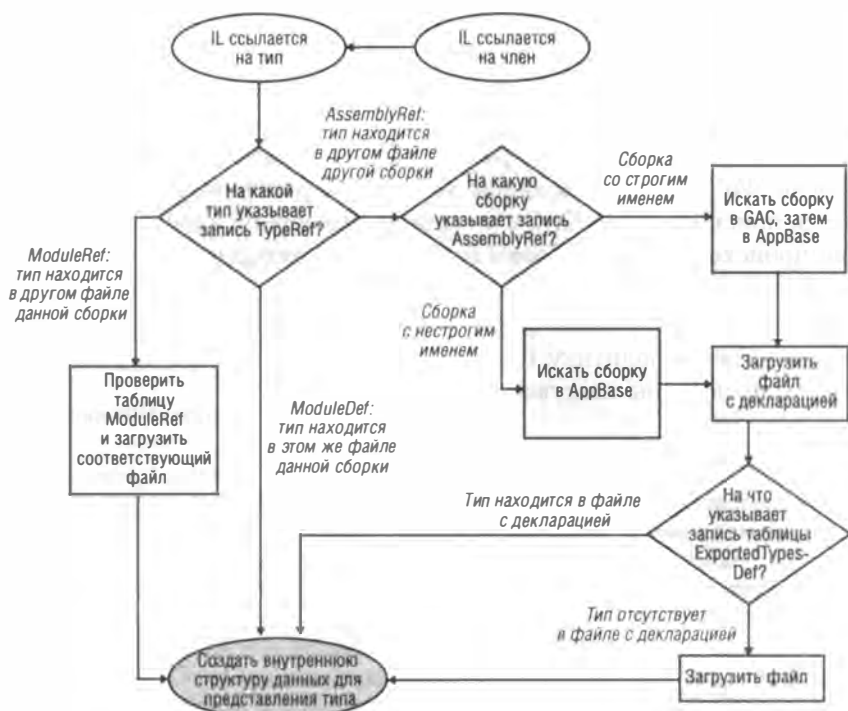 IL ссылается
на тип
IL ссылается
на член
AssemblyRef:
тип находится
в другом файле
другой сборки
На какой
тип указывает
запись TypeRef?
На какую
сборку
указывает запись
AssemblyRef?
Сборка
со строгим
именем
Искать сборку
в GAC, затем
в AppBase
ModuleRef:
тип находится
в другом файле
данной сборки
Сборка
с нестрогим
именем
Искать сборку
в AppBase
Загрузить
файл
с декларацией
Проверить
таблицу
ModuleRef
и загрузить
соответствующий
файл
ModuleDef:
тип находится
в этом же файле
данной сборки
Тип находится в файле
с декларацией
На что
указывает
запись таблицы
ExportedTypes-
Def?
Тип отсутствует
в файле с декларацией
Создать внутреннюю
структуру данных для
представления типа
Загрузить файл